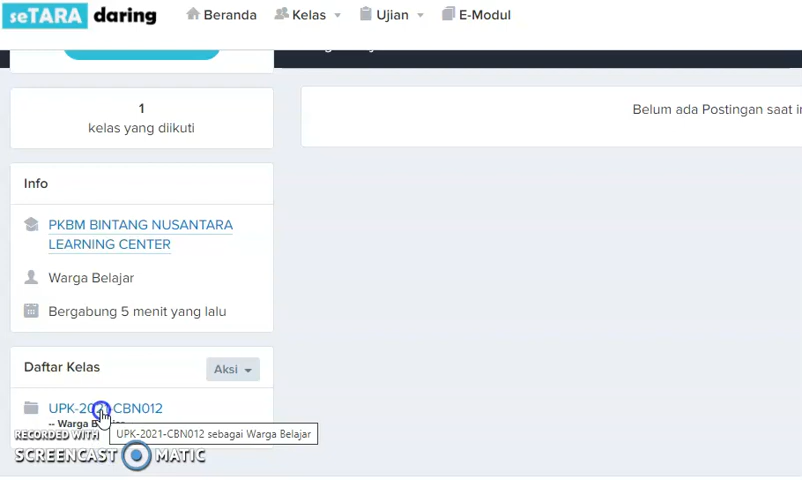 seTARA daring
Beranda
Kelas
Ujian
E-Modul
1
kelas yang diikuti
Belum ada Postingan saat
Info
PKBM BINTANG NUSANTARA
LEARNING CENTER
Warga Belajar
Bergabung 5 menit yang lalu
Daftar Kelas
Aksi
UPK-2021-CBN012
-- Warga Belajar
UPK-2021-CBN012 sebagai Warga Belajar
RECORDED WITH
SCREENCAST MATIC